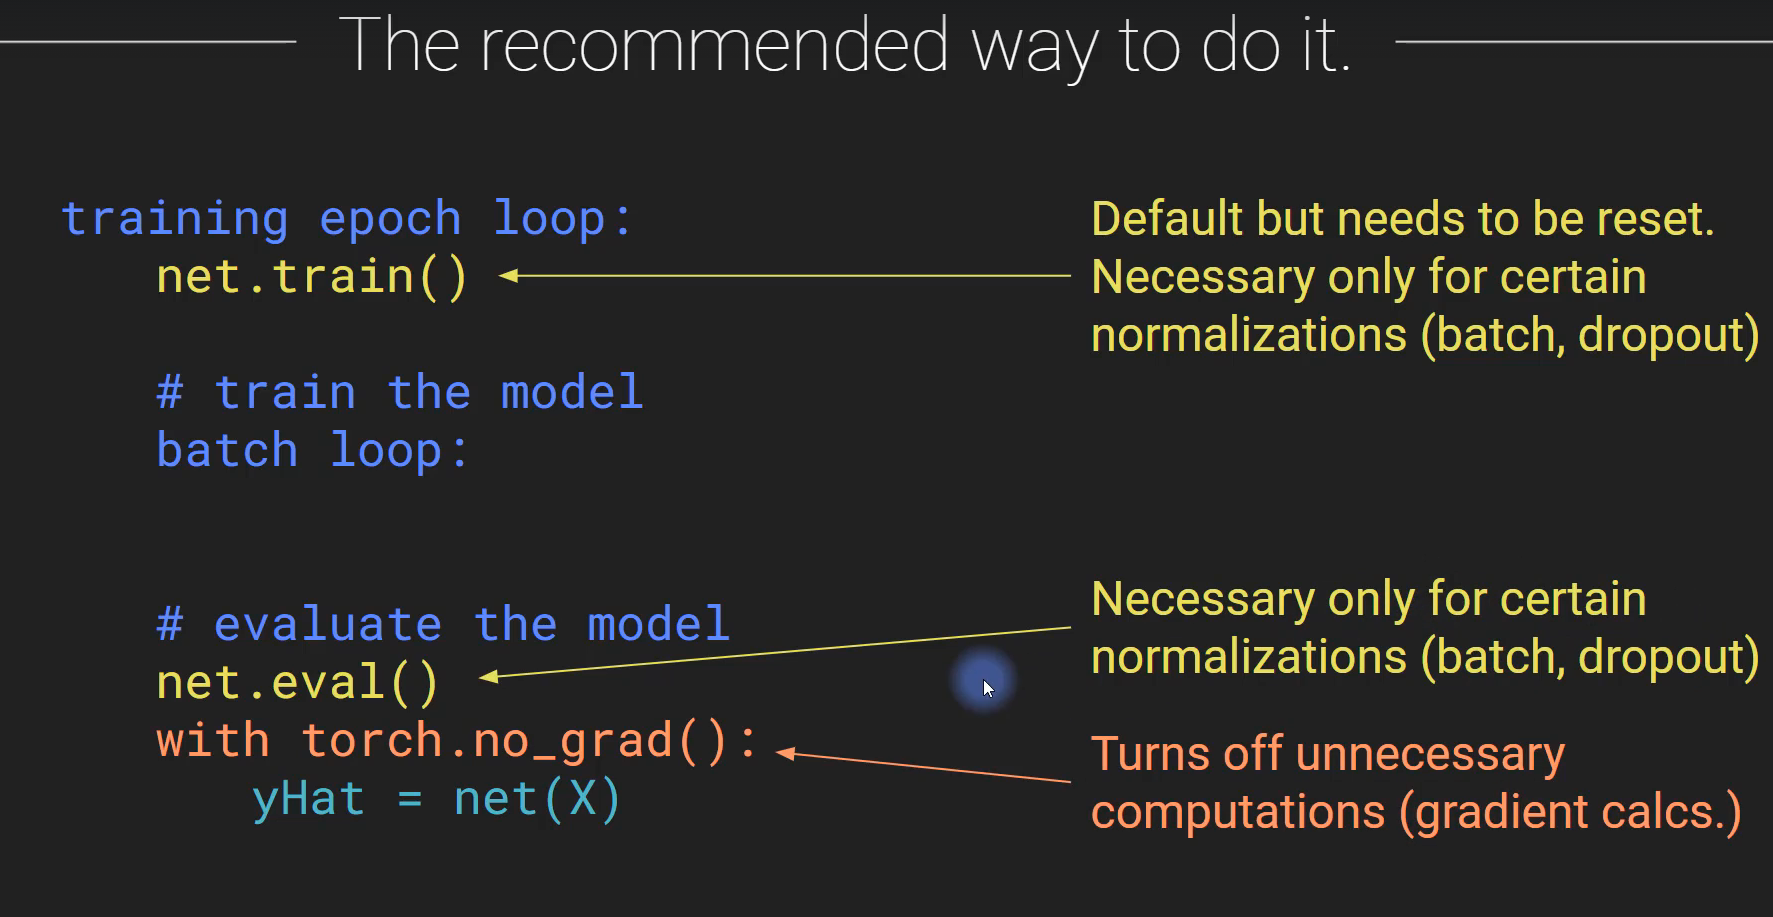 The recommended way to do it.
training epoch loop:
net.train()
Default but needs to be reset.
Necessary only for certain
normalizations (batch, dropout)
# train the model
batch loop:
# evaluate the model
net.eval()
Necessary only for certain
normalizations (batch, dropout)
with torch.no_grad():
yHat = net(X)
Turns off unnecessary
computations (gradient calcs.)